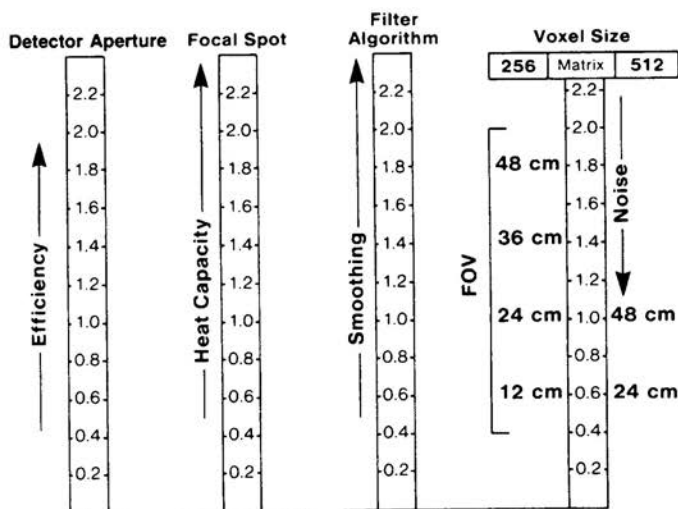 Detector Aperture
Focal Spot
Filter
Algorithm
Voxel Size
256 Matrix 512
2.2
2.0
1.8
1.6
1.4
1.2
1.0
0.8
0.6
0.4
0.2
Efficiency
2.2
2.0
1.8
1.6
1.4
1.2
1.0
0.8
0.6
0.4
0.2
Heat Capacity
2.2
2.0
1.8
1.6
1.4
1.2
1.0
0.8
0.6
0.4
0.2
Smoothing
2.2
2.0
1.8
1.6
1.4
1.2
1.0
0.8
0.6
0.4
0.2
FOV
48 cm
36 cm
24 cm
12 cm
Noise
48 cm
24 cm